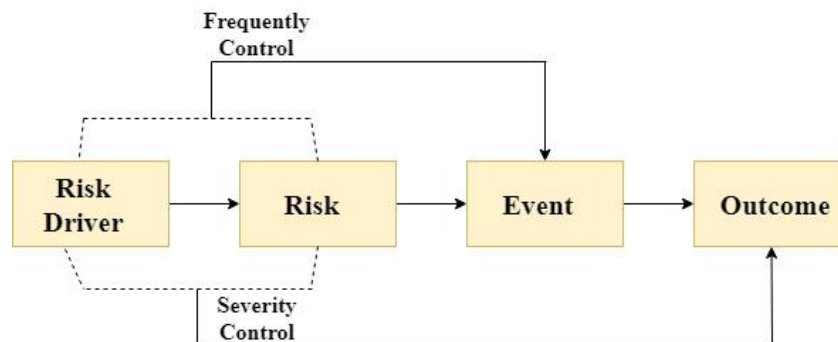 Frequently
Control
Risk
Driver
Risk
Event
Outcome
Severity
Control